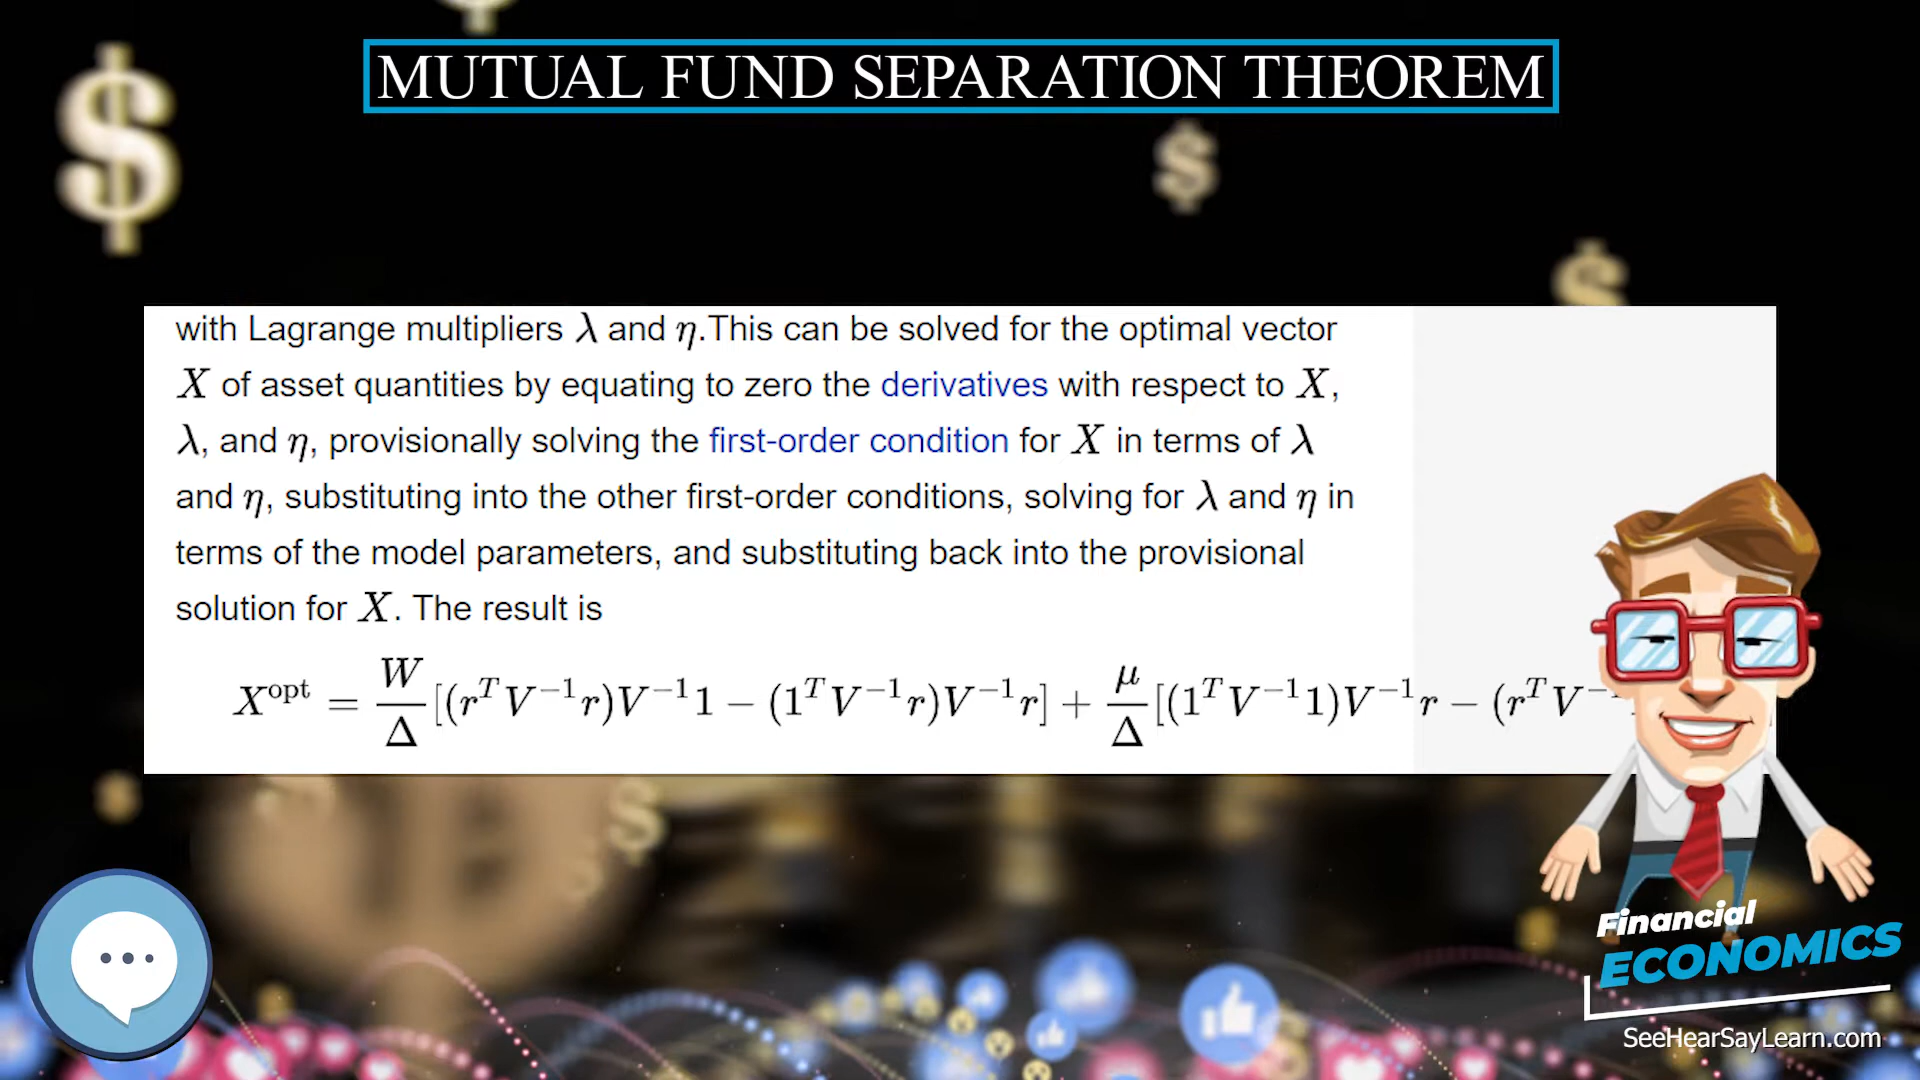 MUTUAL FUND SEPARATION THEOREM
with Lagrange multipliers λ and η.This can be solved for the optimal vector
X of asset quantities by equating to zero the derivatives with respect to X,
λ, and η, provisionally solving the first-order condition for X in terms of λ
and η, substituting into the other first-order conditions, solving for λ and η in
terms of the model parameters, and substituting back into the provisional
solution for X. The result is
X^opt = W/Δ [(r^T V^−1 r)V^−1 1 − (1^T V^−1 r)V^−1 r] + μ/Δ [(1^T V^−1 1)V^−1 r − (r^T V
Financial
ECONOMICS
SeeHearSayLearn.com